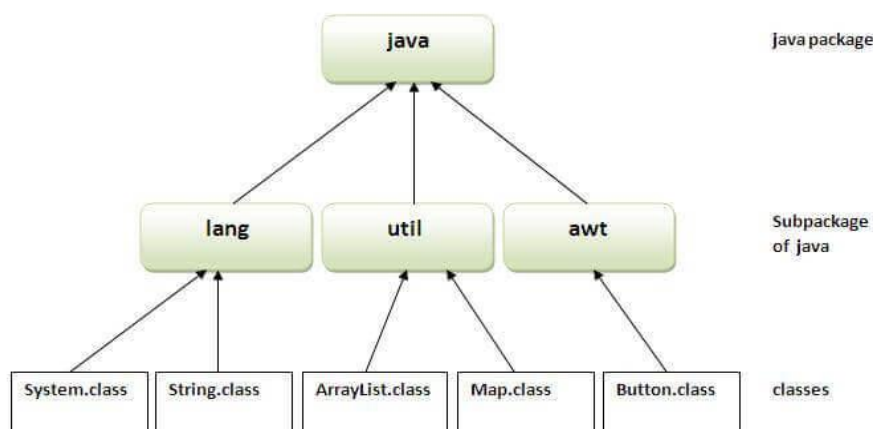 java
java package
lang
util
awt
Subpackage
of java
System.class
String.class
ArrayList.class
Map.class
Button.class
classes